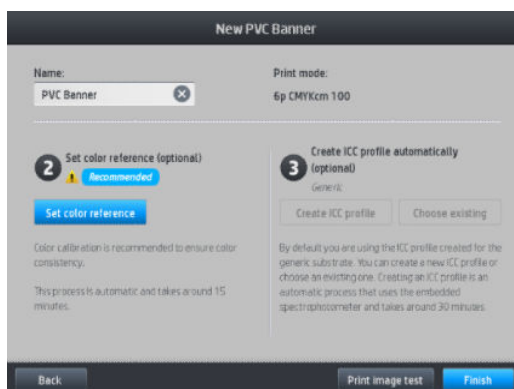 New PVC Banner
Name:
PVC Banner
Print mode:
6p CMYKcm 100
2
Set color reference (optional)
Recommended
Set color reference
Color calibration is recommended to ensure color
consistency.
This process is automatic and takes around 15
minutes.
3
Create ICC profile automatically
(optional)
Generic
Create ICC profile
Choose existing
By default you are using the ICC profile created for the
generic substrate. You can create a new ICC profile or
choose an existing one. Creating an ICC profile is an
automatic process that uses the embedded
spectrophotometer and takes around 30 minutes.
Back
Print image test
Finish